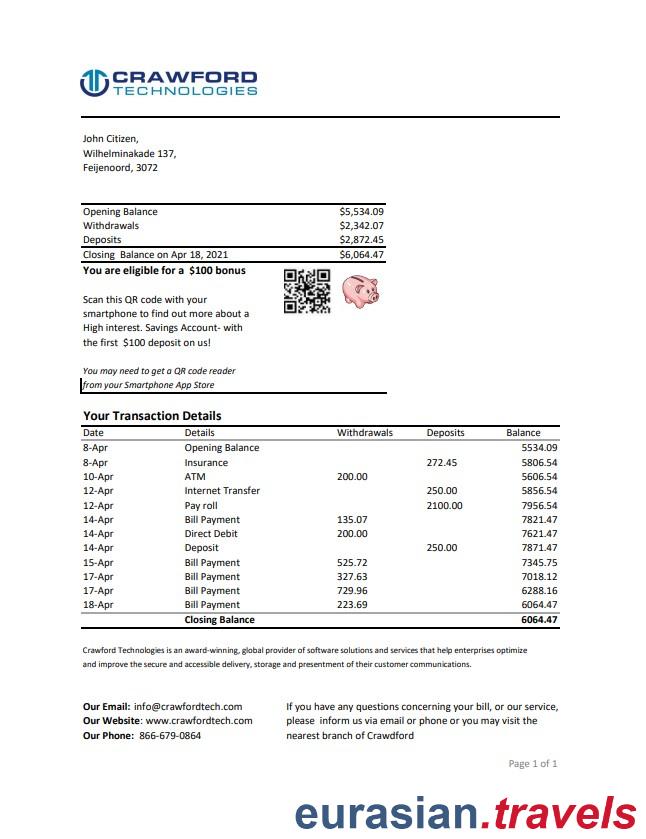 CRAWFORD
TECHNOLOGIES
John Citizen,
Wilhelminakade 137,
Feijenoord, 3072
Opening Balance $5,534.09
Withdrawals $2,342.07
Deposits $2,872.45
Closing Balance on Apr 18, 2021 $6,064.47
You are eligible for a $100 bonus
Scan this QR code with your
smartphone to find out more about a
High interest. Savings Account- with
the first $100 deposit on us!
You may need to get a QR code reader
from your Smartphone App Store
Your Transaction Details
Date Details Withdrawals Deposits Balance
8-Apr Opening Balance 5534.09
8-Apr Insurance 272.45 5806.54
10-Apr ATM 200.00 5606.54
12-Apr Internet Transfer 250.00 5856.54
12-Apr Pay roll 2100.00 7956.54
14-Apr Bill Payment 135.07 7821.47
14-Apr Direct Debit 200.00 7621.47
14-Apr Deposit 250.00 7871.47
15-Apr Bill Payment 525.72 7345.75
17-Apr Bill Payment 327.63 7018.12
17-Apr Bill Payment 729.96 6288.16
18-Apr Bill Payment 223.69 6064.47
Closing Balance 6064.47
Crawford Technologies is an award-winning, global provider of software solutions and services that help enterprises optimize
and improve the secure and accessible delivery, storage and presentment of their customer communications.
Our Email: info@crawfordtech.com
Our Website: www.crawfordtech.com
Our Phone: 866-679-0864
If you have any questions concerning your bill, or our service,
please inform us via email or phone or you may visit the
nearest branch of Crawdford
Page 1 of 1
eurasian.travels